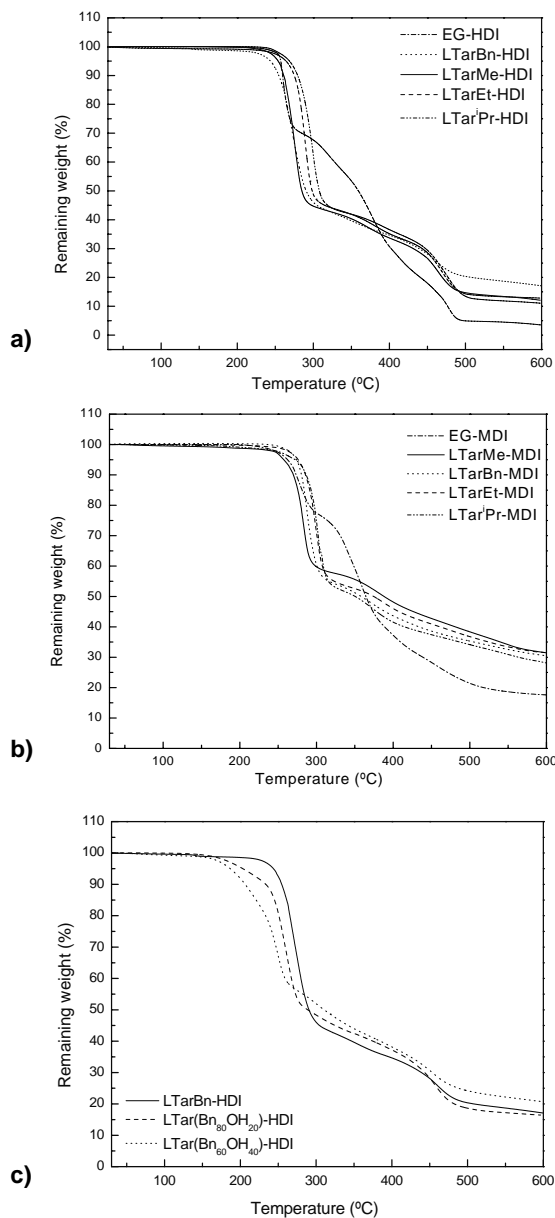 110
100
90
80
70
60
50
40
30
20
10
0
Remaining weight (%)
EG-HDI
LTarBn-HDI
LTarMe-HDI
LTarEt-HDI
LTarⁱPr-HDI
100 200 300 400 500 600
Temperature (ºC)
a)
110
100
90
80
70
60
50
40
30
20
10
0
Remaining weight (%)
EG-MDI
LTarMe-MDI
LTarBn-MDI
LTarEt-MDI
LTarⁱPr-MDI
100 200 300 400 500 600
Temperature (ºC)
b)
110
100
90
80
70
60
50
40
30
20
10
0
Remaining weight (%)
LTarBn-HDI
LTar(Bn₈₀OH₂₀)-HDI
LTar(Bn₆₀OH₄₀)-HDI
100 200 300 400 500 600
Temperature (ºC)
c)